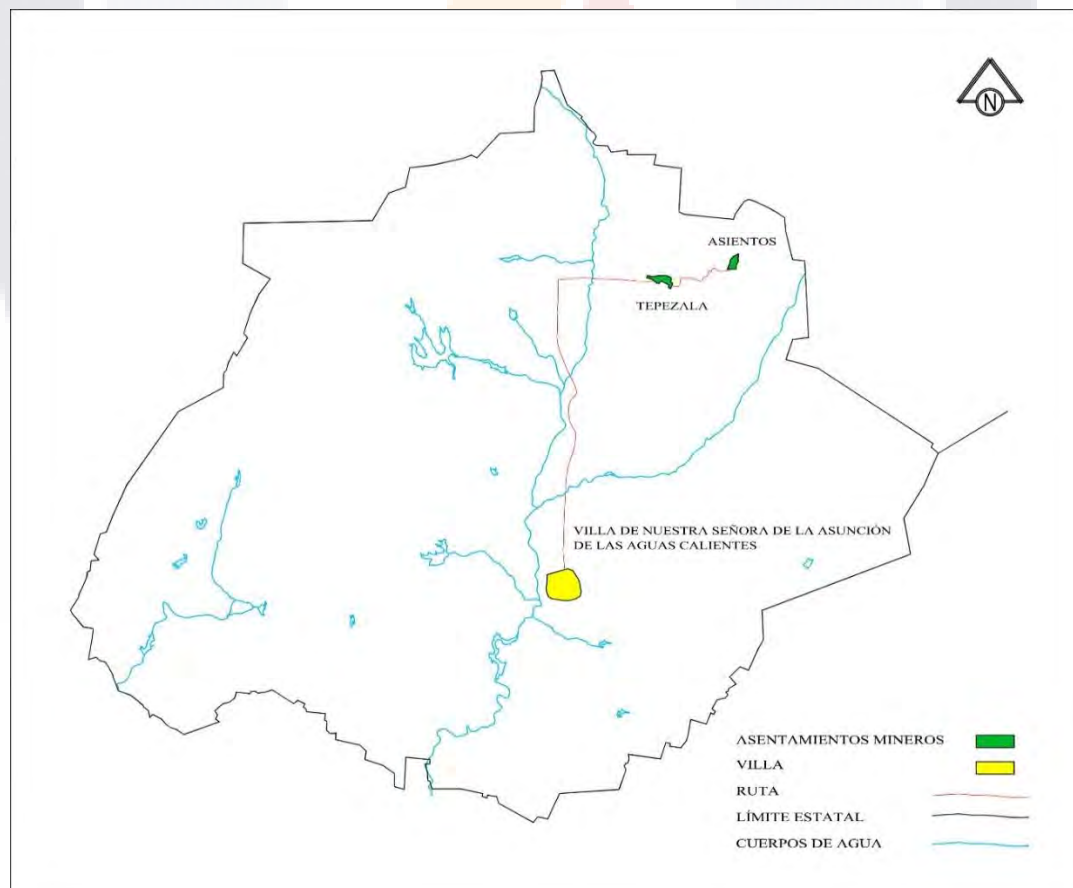 N
ASIENTOS
TEPEZALA
VILLA DE NUESTRA SEÑORA DE LA ASUNCIÓN
DE LAS AGUAS CALIENTES
ASENTAMIENTOS MINEROS
VILLA
RUTA
LÍMITE ESTATAL
CUERPOS DE AGUA